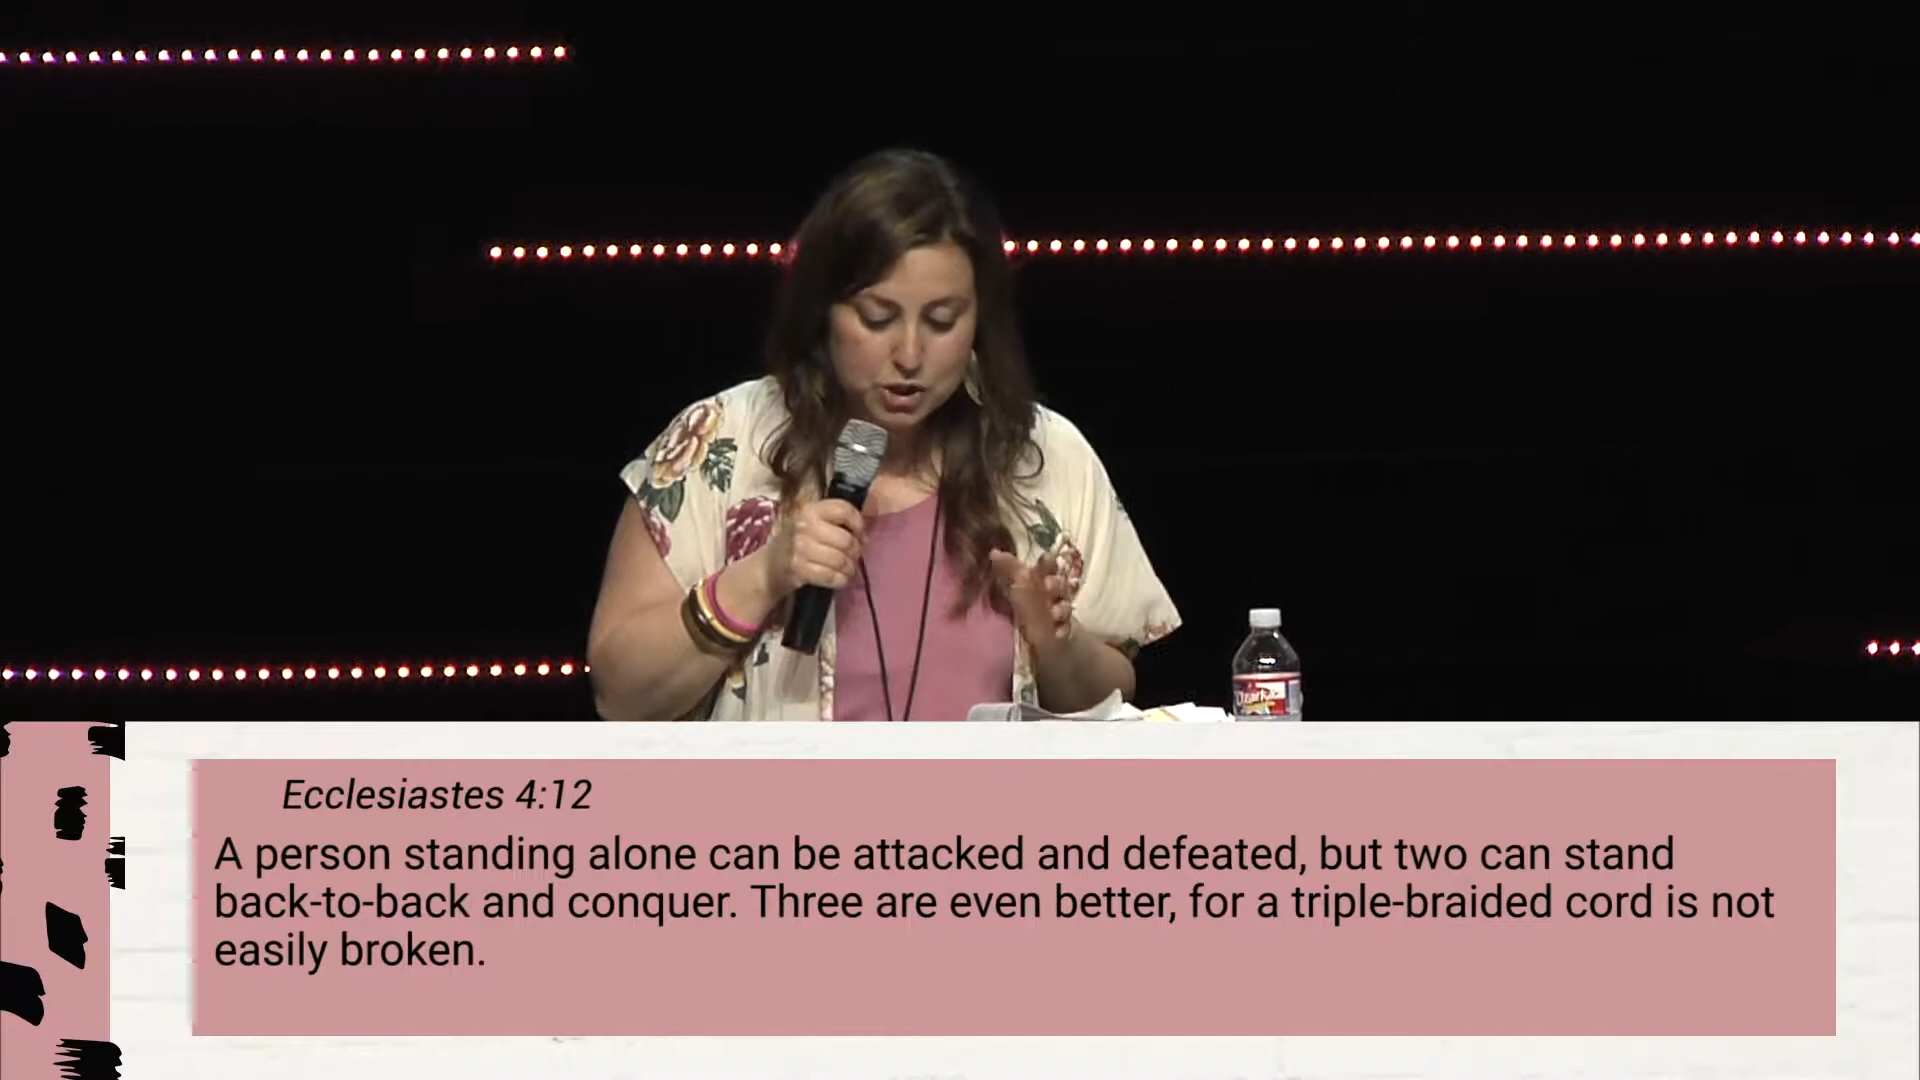 Ecclesiastes 4:12
A person standing alone can be attacked and defeated, but two can stand
back-to-back and conquer. Three are even better, for a triple-braided cord is not
easily broken.
Ozarka